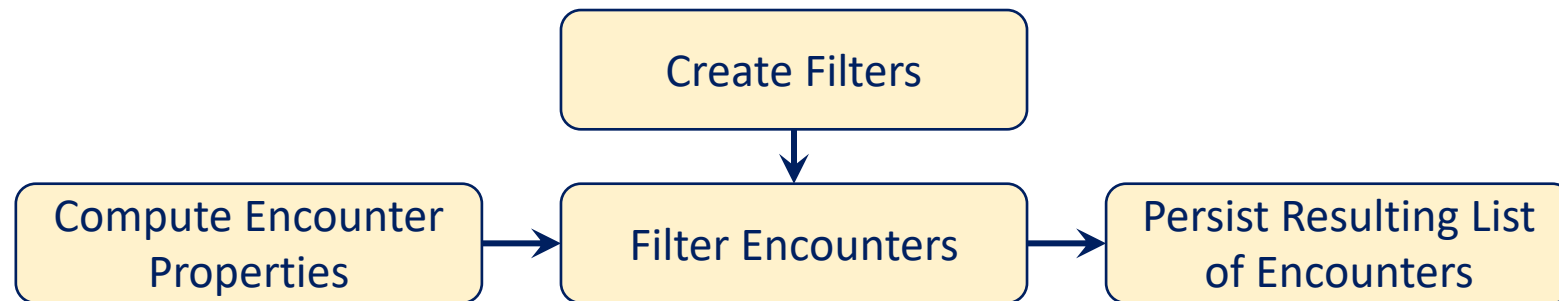 Create Filters
Compute Encounter
Properties
Filter Encounters
Persist Resulting List
of Encounters